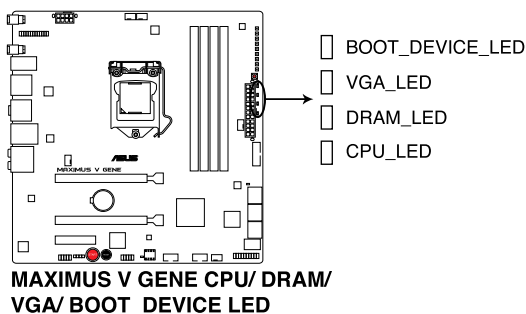 BOOT_DEVICE_LED
VGA_LED
DRAM_LED
CPU_LED
ASUS
MAXIMUS V GENE
MAXIMUS V GENE CPU/ DRAM/
VGA/ BOOT DEVICE LED